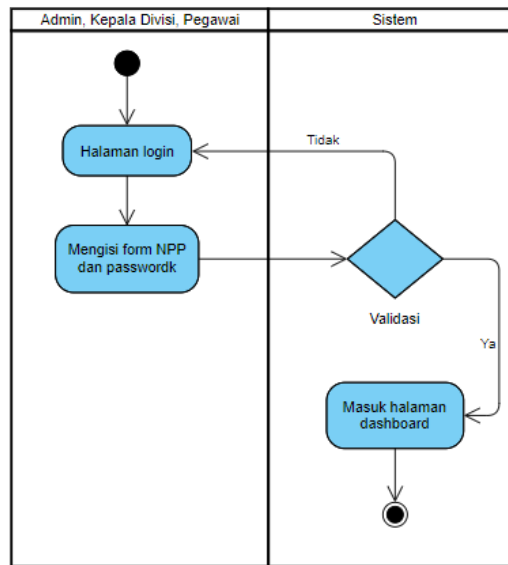 Admin, Kepala Divisi, Pegawai
Sistem
Halaman login
Tidak
Mengisi form NPP
dan passwordk
Validasi
Ya
Masuk halaman
dashboard